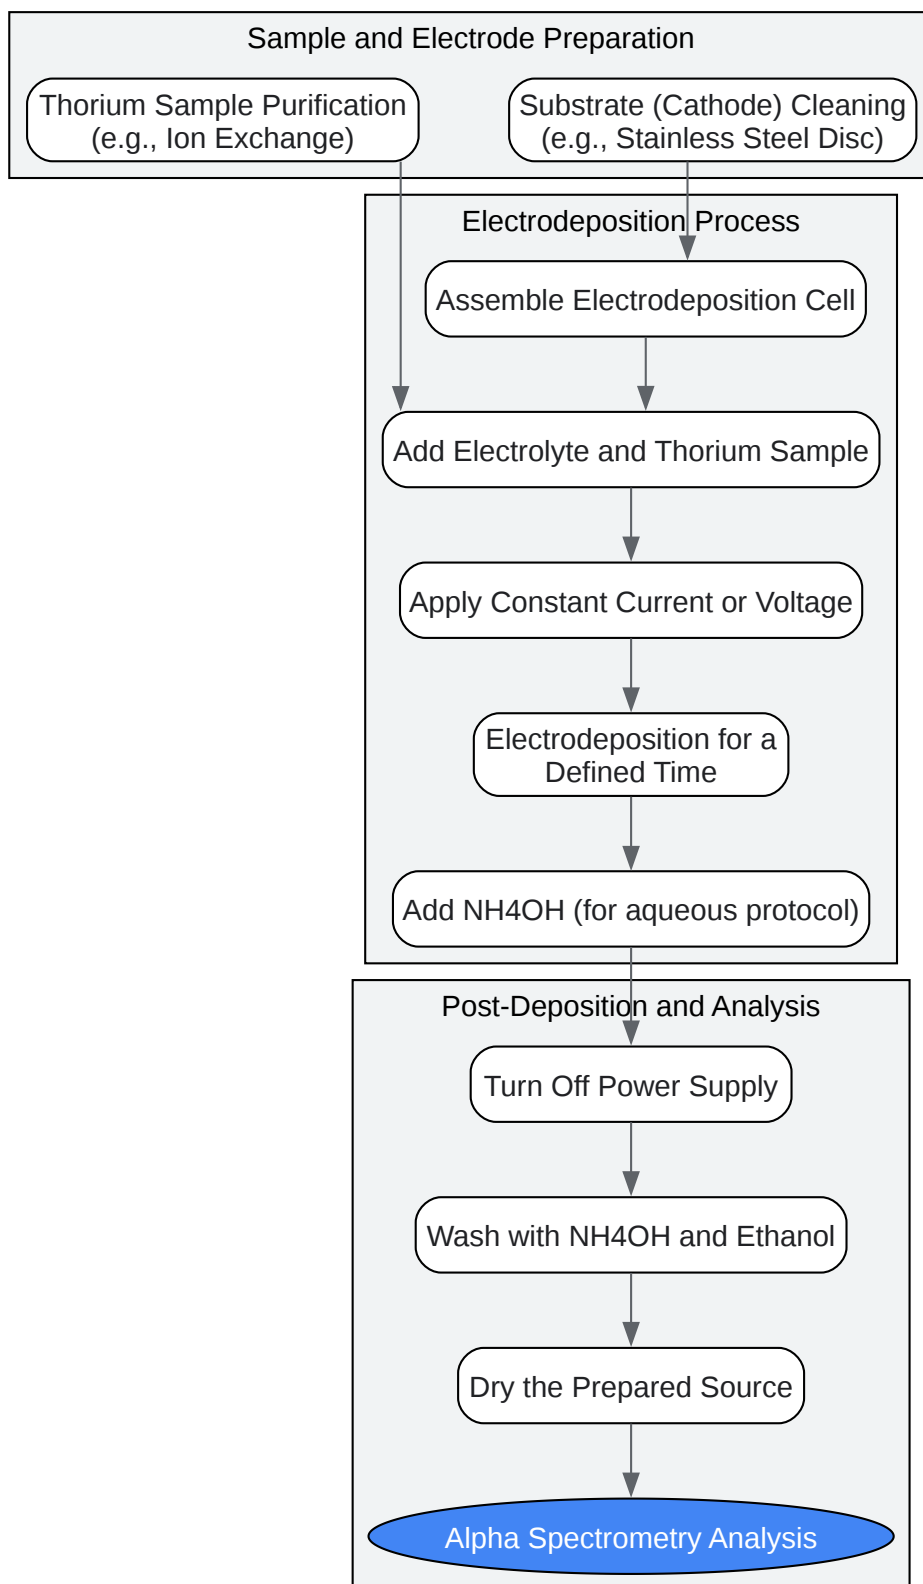 Sample and Electrode Preparation
Thorium Sample Purification
(e.g., Ion Exchange)
Substrate (Cathode) Cleaning
(e.g., Stainless Steel Disc)
Electrodeposition Process
Assemble Electrodeposition Cell
Add Electrolyte and Thorium Sample
Apply Constant Current or Voltage
Electrodeposition for a
Defined Time
Add NH4OH (for aqueous protocol)
Post-Deposition and Analysis
Turn Off Power Supply
Wash with NH4OH and Ethanol
Dry the Prepared Source
Alpha Spectrometry Analysis